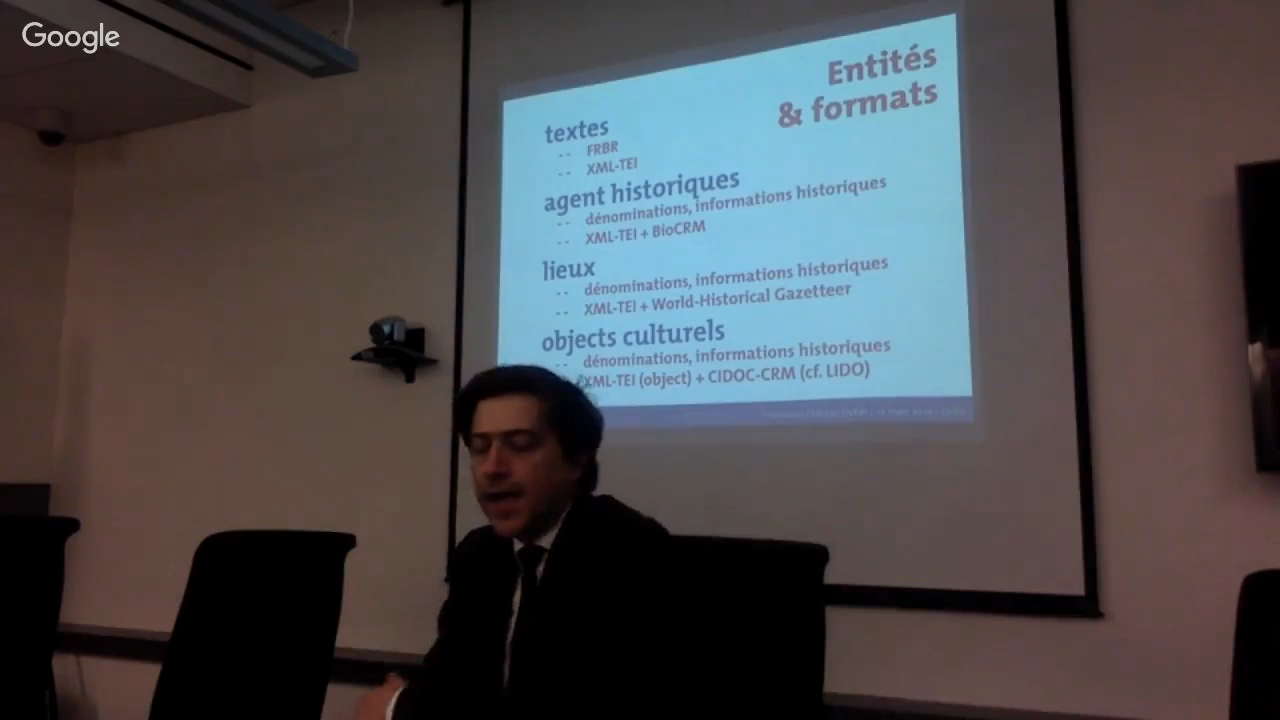 Google
Entités
& formats
textes
-- FRBR
-- XML-TEI
agent historiques
-- dénominations, informations historiques
-- XML-TEI + BioCRM
lieux
-- dénominations, informations historiques
-- XML-TEI + World-Historical Gazetteer
objects culturels
-- dénominations, informations historiques
XML-TEI (object) + CIDOC-CRM (cf. LIDO)